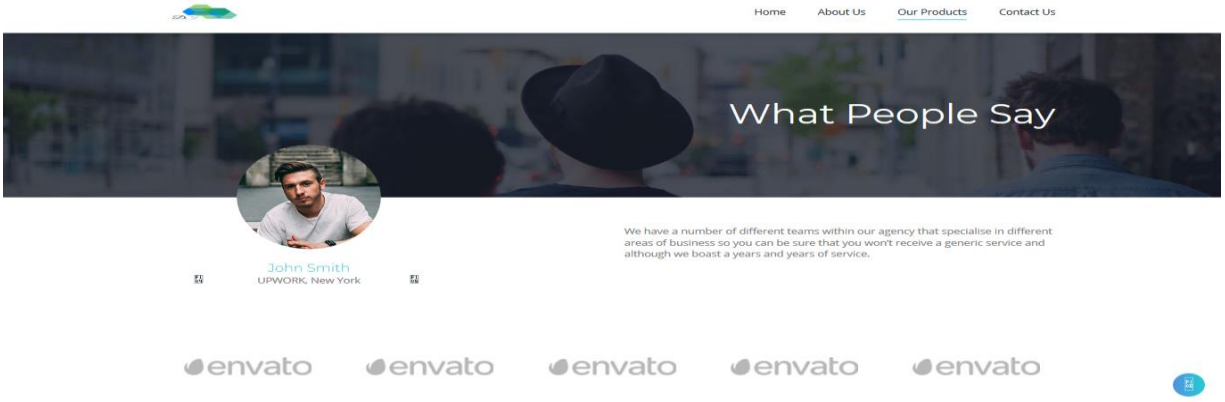 Home About Us Our Products Contact Us
What People Say
We have a number of different teams within our agency that specialise in different
areas of business so you can be sure that you won't receive a generic service and
although we boast a years and years of service.
John Smith
UPWORK, New York
envato envato envato envato envato